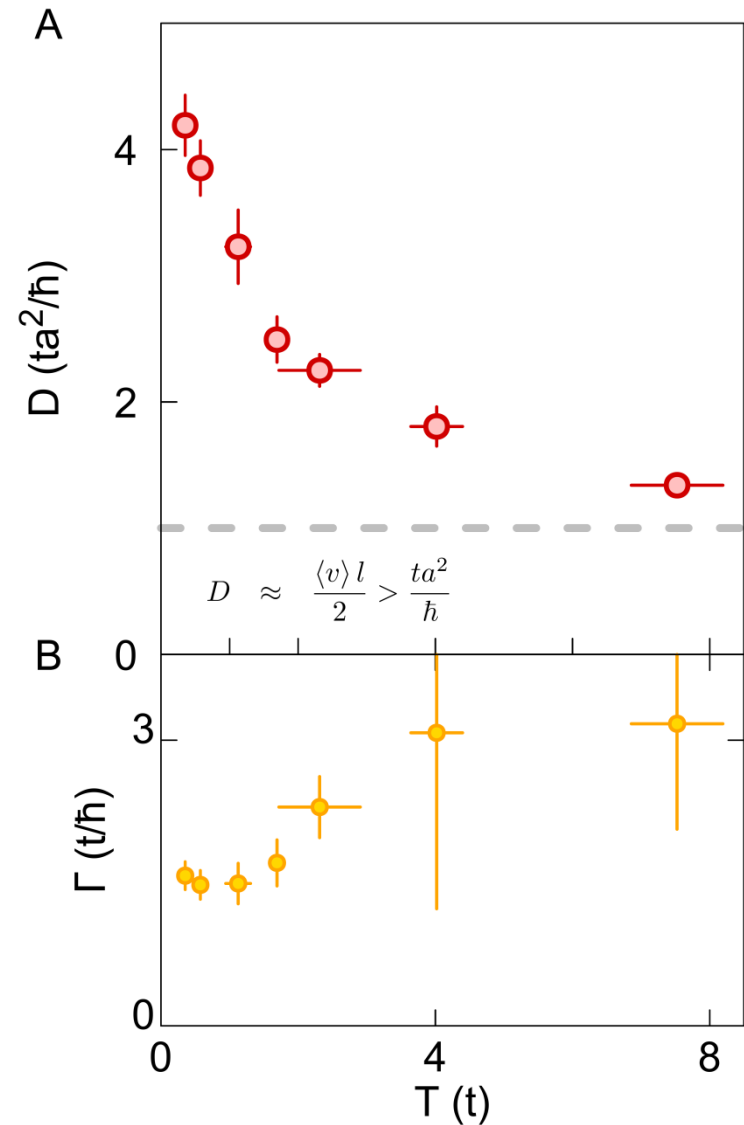 A
4
2
0
D (ta²/ħ)
D ≈ ⟨v⟩ l / 2 > ta² / ħ
B
3
0
Γ (t/ħ)
0 4 8
T (t)